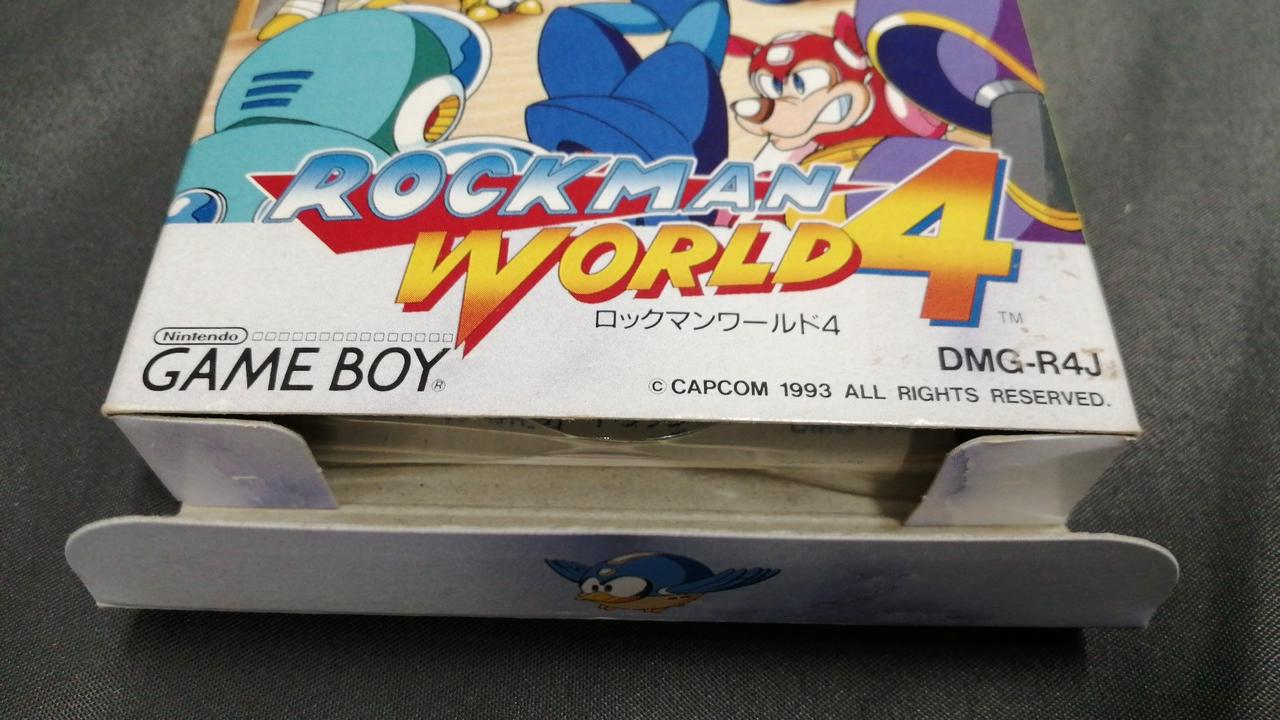 ROCKMAN
WORLD 4
TM
ロックマンワールド4
Nintendo
GAME BOY®
DMG-R4J
© CAPCOM 1993 ALL RIGHTS RESERVED.